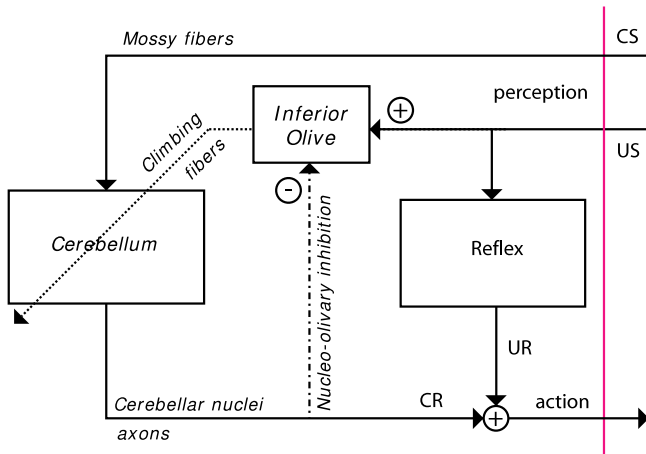 Mossy fibers
CS
perception
Inferior
Olive
+
US
Climbing
fibers
-
Cerebellum
Reflex
Nucleo-olivary inhibition
UR
Cerebellar nuclei
axons
CR
+
action